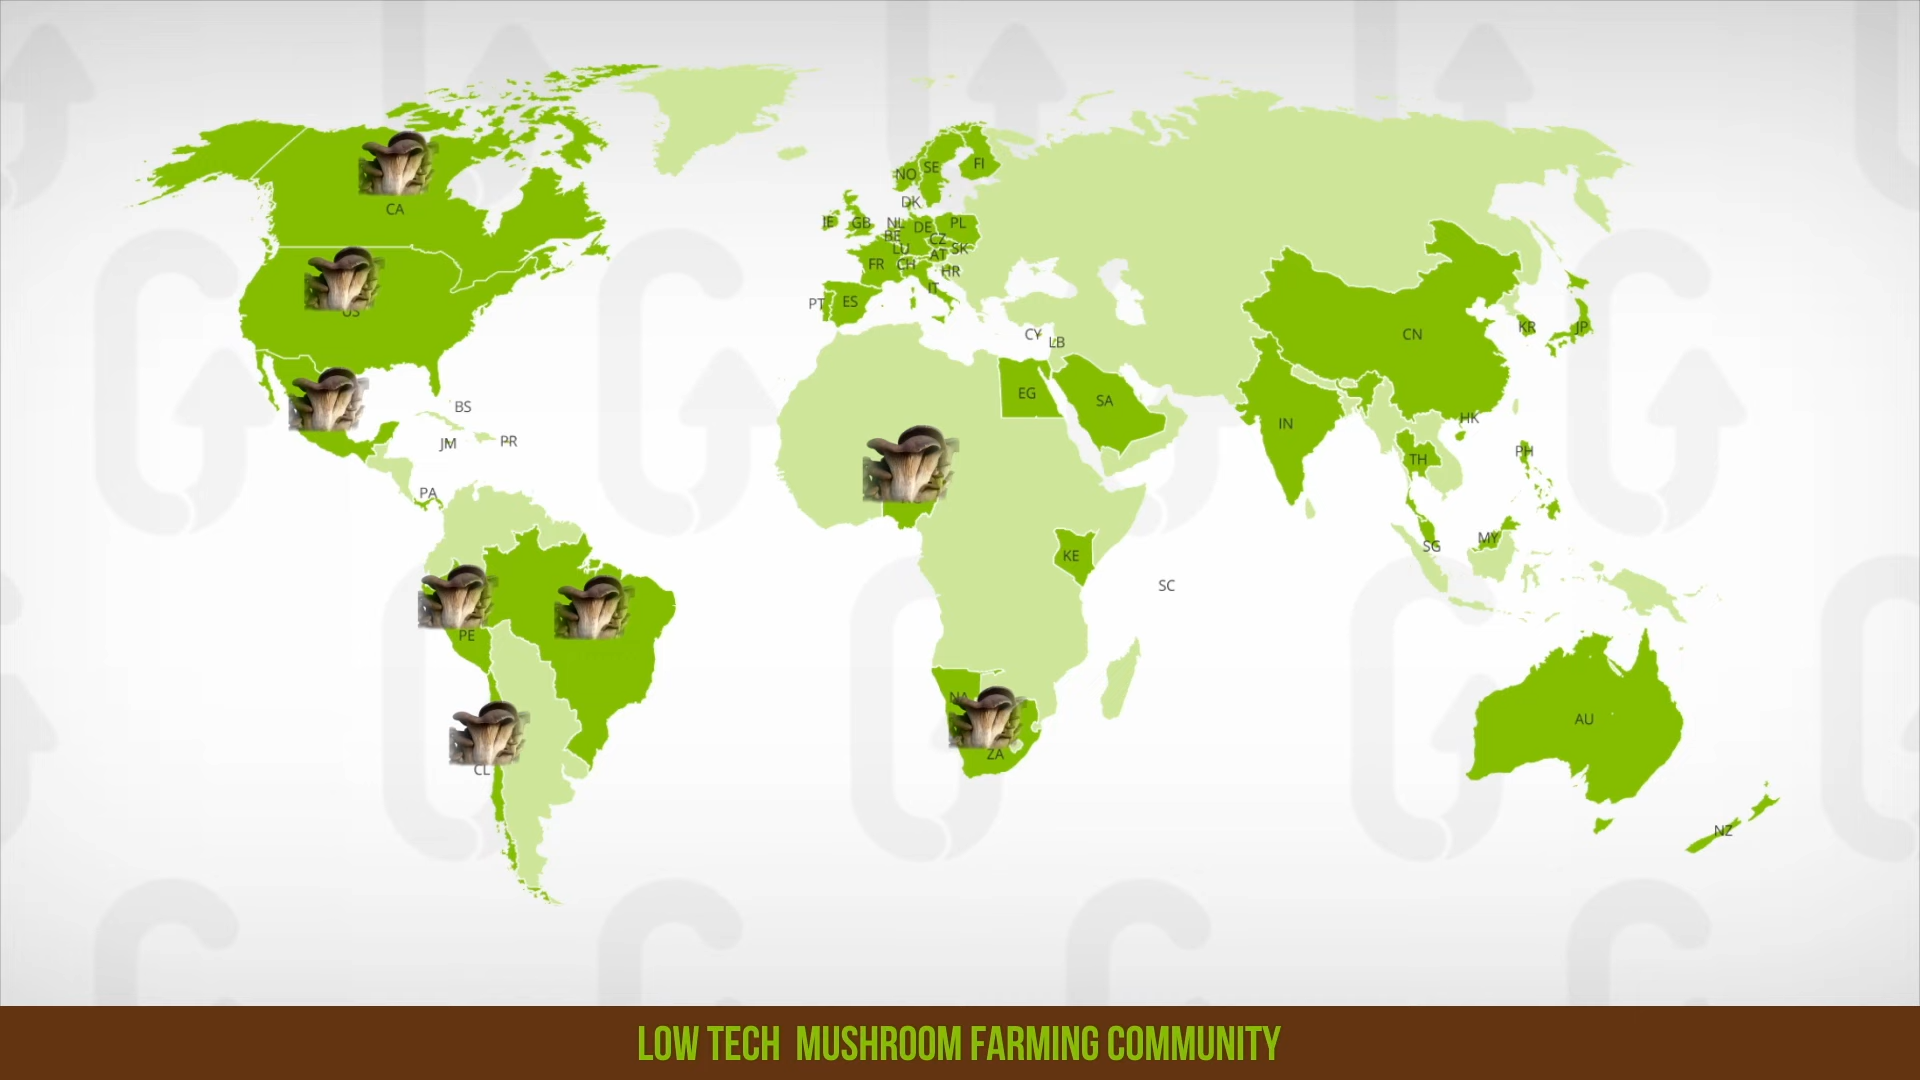 CA
US
BS
JM
PR
PA
PE
CL
NO
SE
FI
DK
IE
GB
NL
BE
DE
PL
LU
CZ
SK
AT
FR
CH
HR
IT
PT
ES
CY
LB
EG
SA
KE
SC
NA
ZA
IN
CN
KR
JP
HK
TH
PH
SG
MY
AU
NZ
LOW TECH MUSHROOM FARMING COMMUNITY